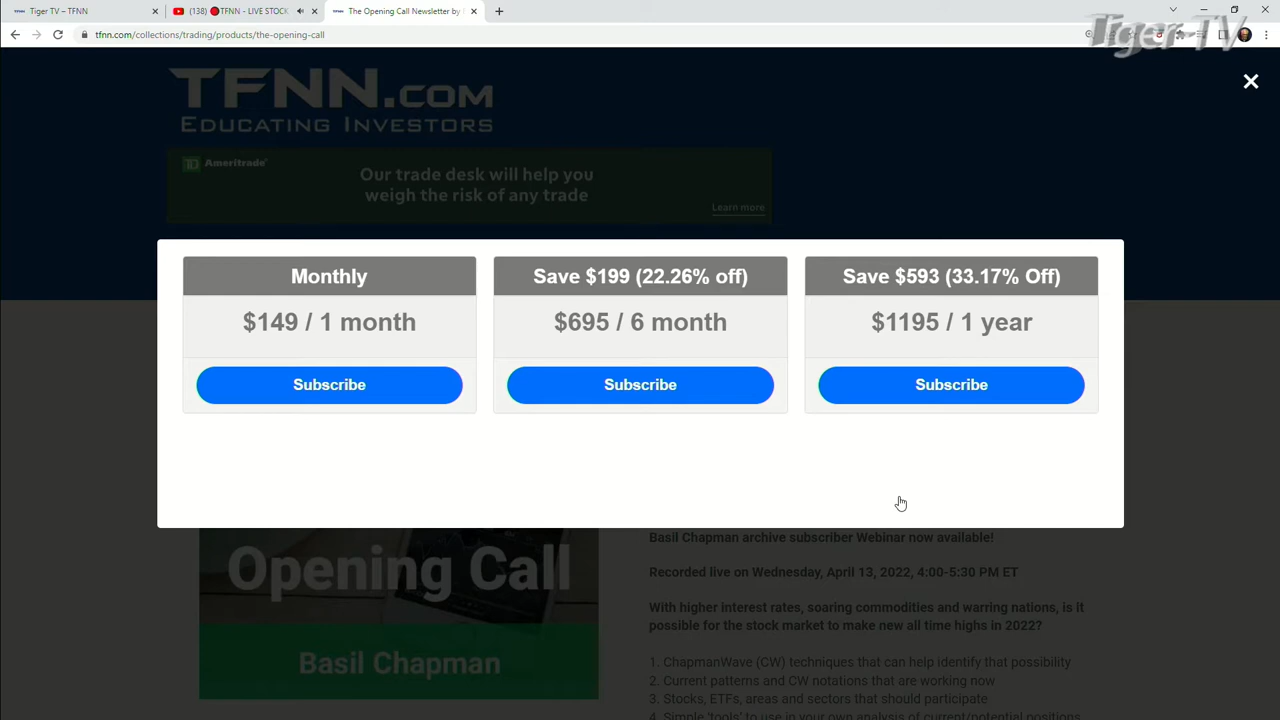 Tiger TV – TFNN
(138) 🔴TFNN - LIVE STOCK
The Opening Call Newsletter by
tfnn.com/collections/trading/products/the-opening-call
Tiger TV
TFNN.com
Educating Investors
TD Ameritrade
Our trade desk will help you
weigh the risk of any trade
Learn more
Monthly
$149 / 1 month
Subscribe
Save $199 (22.26% off)
$695 / 6 month
Subscribe
Save $593 (33.17% Off)
$1195 / 1 year
Subscribe
Opening Call
Basil Chapman
Basil Chapman archive subscriber Webinar now available!
Recorded live on Wednesday, April 13, 2022, 4:00-5:30 PM ET
With higher interest rates, soaring commodities and warring nations, is it
possible for the stock market to make new all time highs in 2022?
1. ChapmanWave (CW) techniques that can help identify that possibility
2. Current patterns and CW notations that are working now
3. Stocks, ETFs, areas and sectors that should participate
4. Simple 'tools' to use in your own analysis of current/potential positions